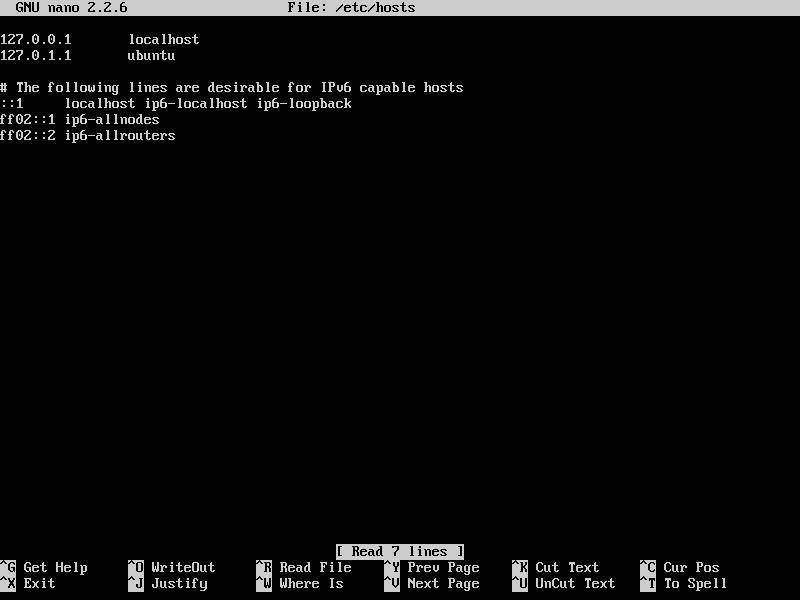 GNU nano 2.2.6 File: /etc/hosts
127.0.0.1 localhost
127.0.1.1 ubuntu
# The following lines are desirable for IPv6 capable hosts
::1 localhost ip6-localhost ip6-loopback
ff02::1 ip6-allnodes
ff02::2 ip6-allrouters
[ Read 7 lines ]
^G Get Help ^O WriteOut ^R Read File ^Y Prev Page ^K Cut Text ^C Cur Pos
^X Exit ^J Justify ^W Where Is ^V Next Page ^U UnCut Text ^T To Spell